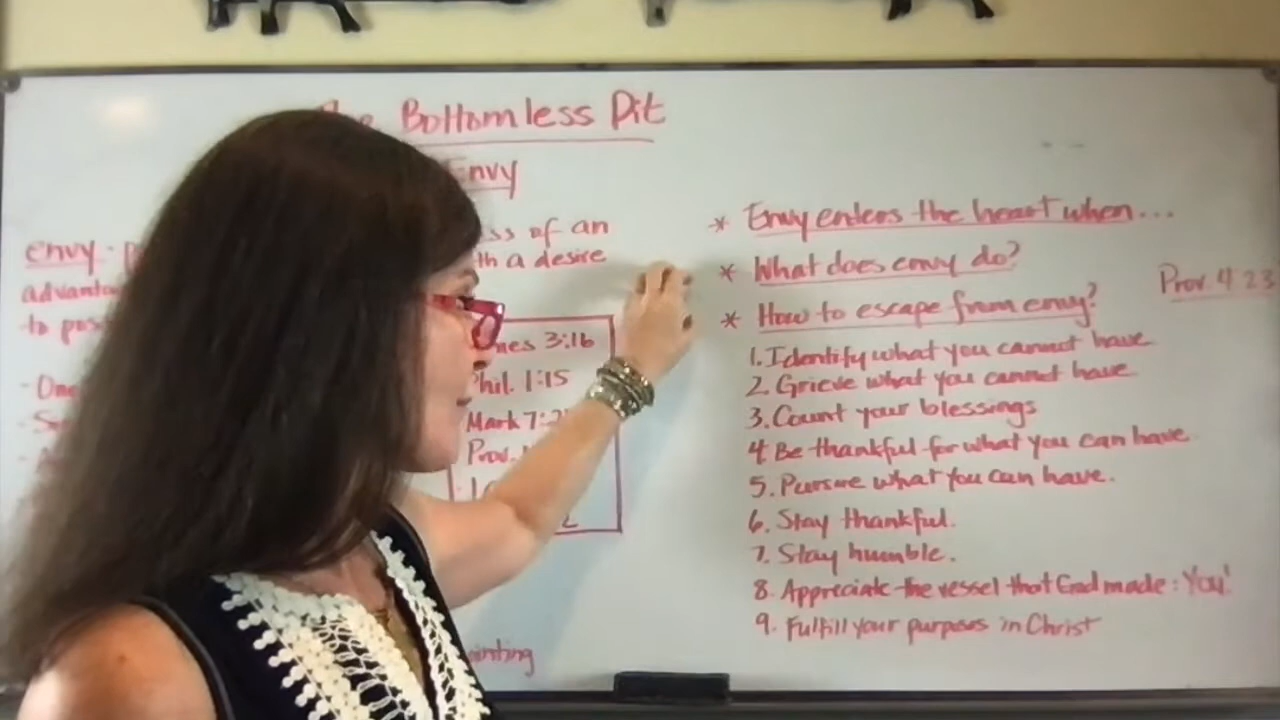 Bottomless Pit
Envy
envy.
ss of an
th a desire
advanta
to pos
mes 3:16
Phil. 1:15
Mark 7:2
Prov.
inting
* Envy enters the heart when...
* What does envy do?
Prov. 4 23
* How to escape from envy?
1. Identify what you cannot have
2. Grieve what you cannot have
3. Count your blessings
4. Be thankful for what you can have
5. Pursue what you can have.
6. Stay thankful.
7. Stay humble.
8. Appreciate the vessel that God made: You!
9. Fulfill your purposes in Christ